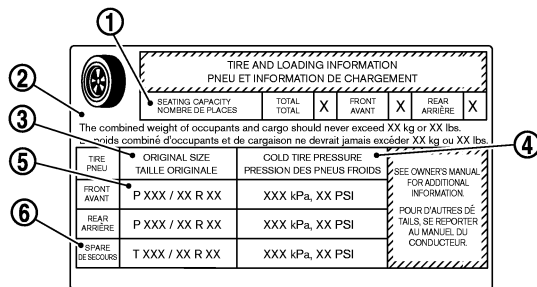 ①
TIRE AND LOADING INFORMATION
PNEU ET INFORMATION DE CHARGEMENT
②
SEATING CAPACITY
NOMBRE DE PLACES
TOTAL
TOTAL
X
FRONT
AVANT
X
REAR
ARRIÈRE
X
③
The combined weight of occupants and cargo should never exceed XX kg or XX lbs.
poids combiné d'occupants et de cargaison ne devrait jamais excéder XX kg ou XX lbs.
④
TIRE
PNEU
ORIGINAL SIZE
TAILLE ORIGINALE
COLD TIRE PRESSURE
PRESSION DES PNEUS FROIDS
⑤
FRONT
AVANT
P XXX / XX R XX
XXX kPa, XX PSI
REAR
ARRIÈRE
P XXX / XX R XX
XXX kPa, XX PSI
⑥
SPARE
DE SECOURS
T XXX / XX R XX
XXX kPa, XX PSI
SEE OWNER'S MANUAL
FOR ADDITIONAL
INFORMATION.
POUR D'AUTRES DÉ
TAILS, SE REPORTER
AU MANUEL DU
CONDUCTEUR.